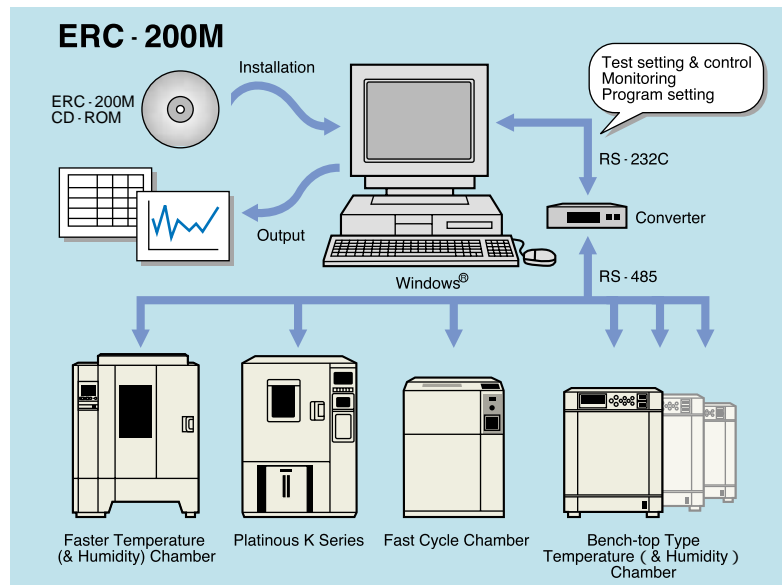 ERC · 200M
Installation
ERC - 200M
CD - ROM
Test setting & control
Monitoring
Program setting
RS - 232C
Converter
Output
Windows®
RS - 485
Faster Temperature
(& Humidity) Chamber
Platinous K Series
Fast Cycle Chamber
Bench-top Type
Temperature ( & Humidity )
Chamber